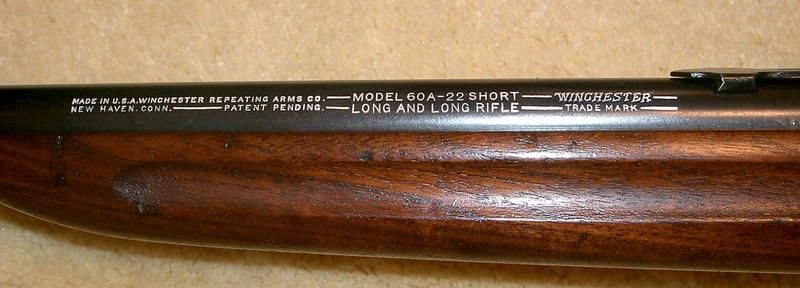 MADE IN U.S.A. WINCHESTER REPEATING ARMS CO. MODEL 60A-22 SHORT WINCHESTER
NEW HAVEN. CONN. PATENT PENDING. LONG AND LONG RIFLE TRADE MARK